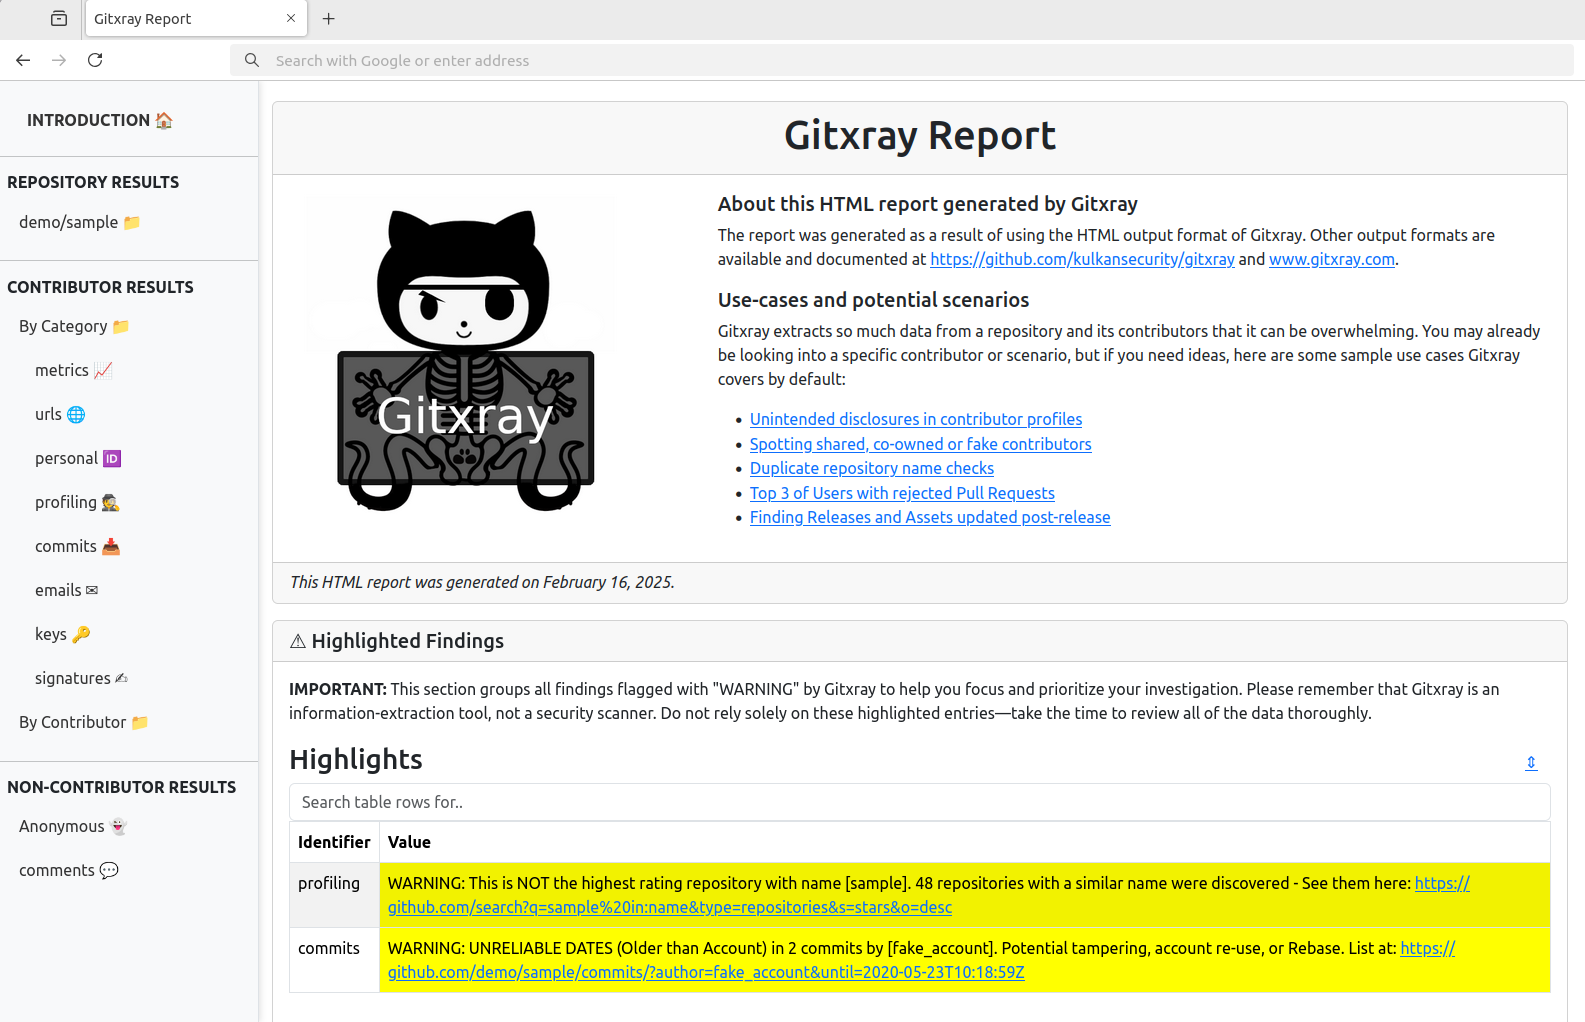 Gitxray Report
Search with Google or enter address
INTRODUCTION 🏠
REPOSITORY RESULTS
demo/sample 📁
CONTRIBUTOR RESULTS
By Category 📁
metrics 📈
urls 🌐
personal 🆔
profiling 🕵
commits 📥
emails ✉
keys 🔑
signatures ✍
By Contributor 📁
NON-CONTRIBUTOR RESULTS
Anonymous 👻
comments 💬
Gitxray Report
Gitxray
About this HTML report generated by Gitxray
The report was generated as a result of using the HTML output format of Gitxray. Other output formats are
available and documented at https://github.com/kulkansecurity/gitxray and www.gitxray.com.
Use-cases and potential scenarios
Gitxray extracts so much data from a repository and its contributors that it can be overwhelming. You may already
be looking into a specific contributor or scenario, but if you need ideas, here are some sample use cases Gitxray
covers by default:
• Unintended disclosures in contributor profiles
• Spotting shared, co-owned or fake contributors
• Duplicate repository name checks
• Top 3 of Users with rejected Pull Requests
• Finding Releases and Assets updated post-release
This HTML report was generated on February 16, 2025.
⚠ Highlighted Findings
IMPORTANT: This section groups all findings flagged with "WARNING" by Gitxray to help you focus and prioritize your investigation. Please remember that Gitxray is an
information-extraction tool, not a security scanner. Do not rely solely on these highlighted entries—take the time to review all of the data thoroughly.
Highlights
⇕
Search table rows for..
Identifier Value
profiling WARNING: This is NOT the highest rating repository with name [sample]. 48 repositories with a similar name were discovered - See them here: https://
github.com/search?q=sample%20in:name&type=repositories&s=stars&o=desc
commits WARNING: UNRELIABLE DATES (Older than Account) in 2 commits by [fake_account]. Potential tampering, account re-use, or Rebase. List at: https://
github.com/demo/sample/commits/?author=fake_account&until=2020-05-23T10:18:59Z